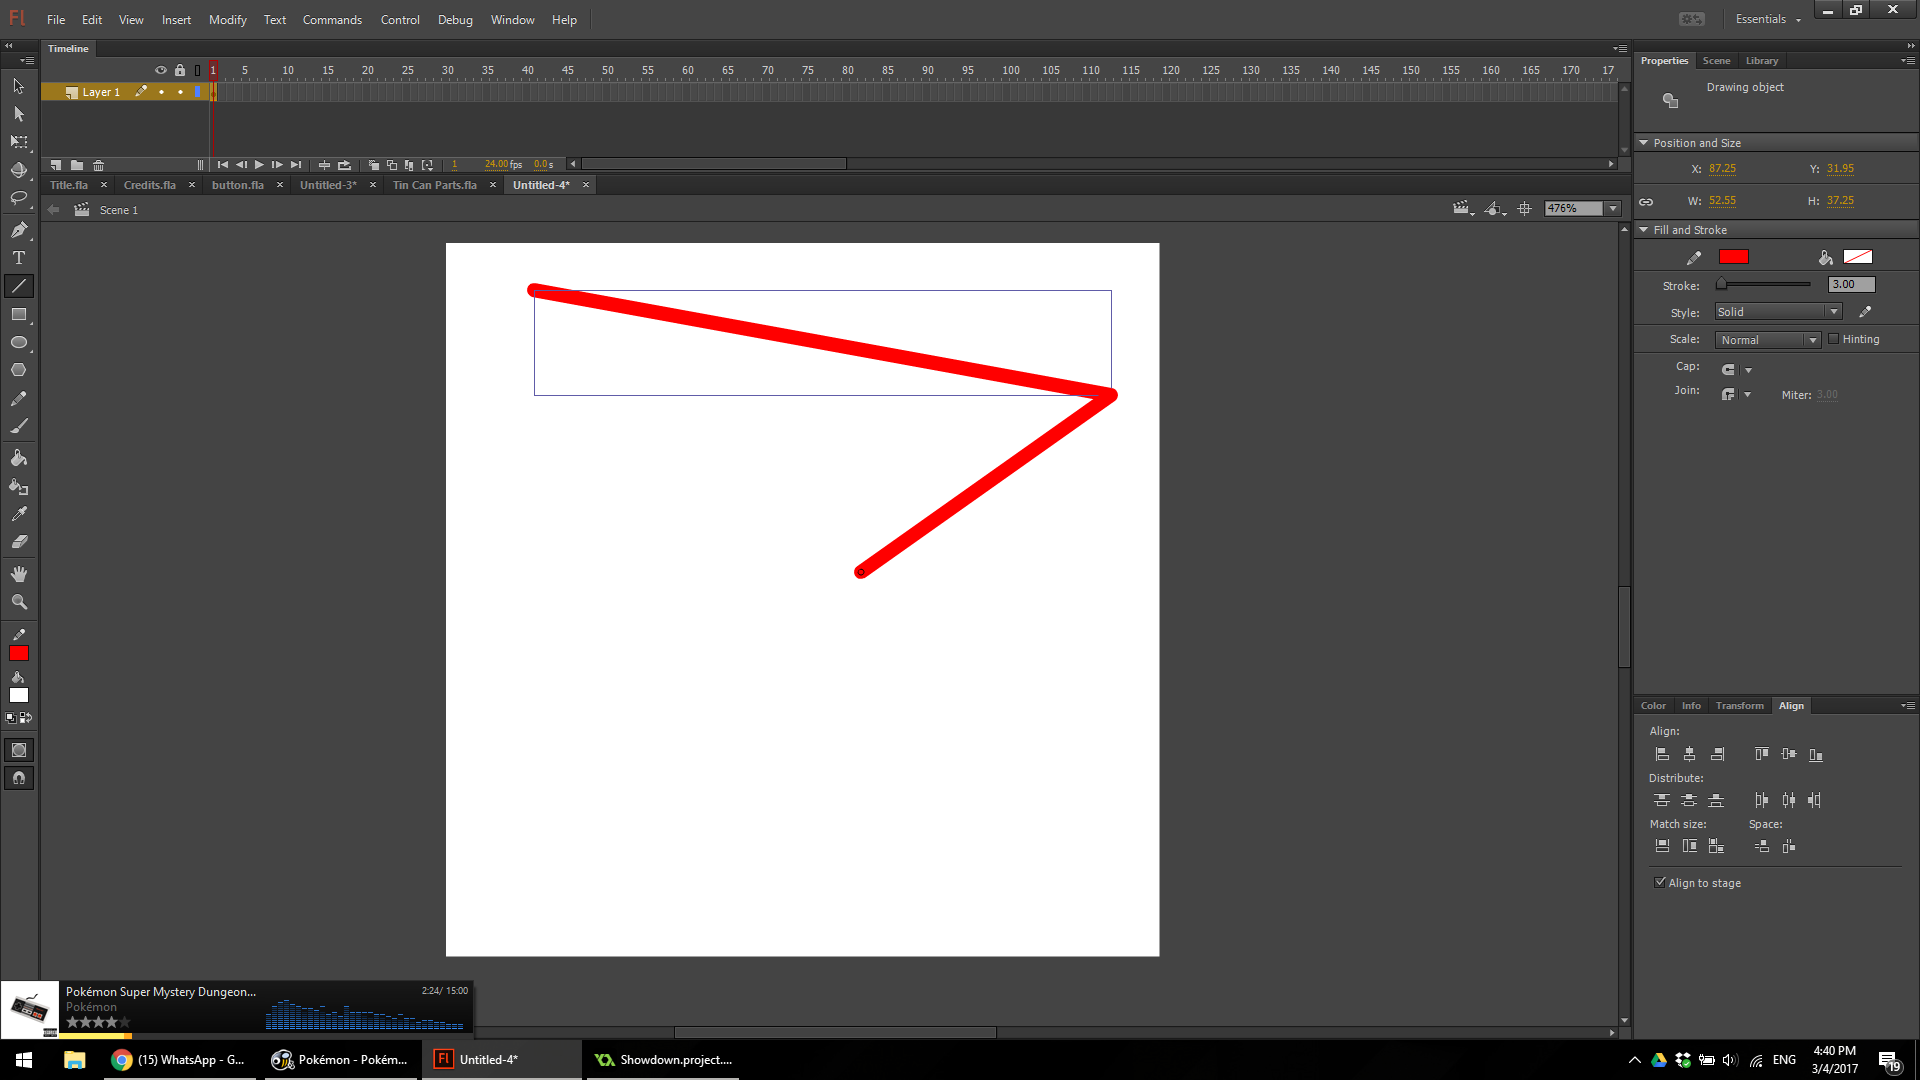 Fl File Edit View Insert Modify Text Commands Control Debug Window Help Essentials
Timeline
1 5 10 15 20 25 30 35 40 45 50 55 60 65 70 75 80 85 90 95 100 105 110 115 120 125 130 135 140 145 150 155 160 165 170 17
Layer 1
1 24.00 fps 0.0 s
Title.fla Credits.fla button.fla Untitled-3* Tin Can Parts.fla Untitled-4*
Scene 1 476%
Properties Scene Library
Drawing object
Position and Size
X: 87.25 Y: 31.95
W: 52.55 H: 37.25
Fill and Stroke
Stroke: 3.00
Style: Solid
Scale: Normal Hinting
Cap:
Join: Miter: 3.00
Color Info Transform Align
Align:
Distribute:
Match size: Space:
Align to stage
Pokémon Super Mystery Dungeon... 2:24/ 15:00
Pokémon
(15) WhatsApp - G... Pokémon - Pokém... Fl Untitled-4* Showdown.project.... ENG
4:40 PM
3/4/2017
19